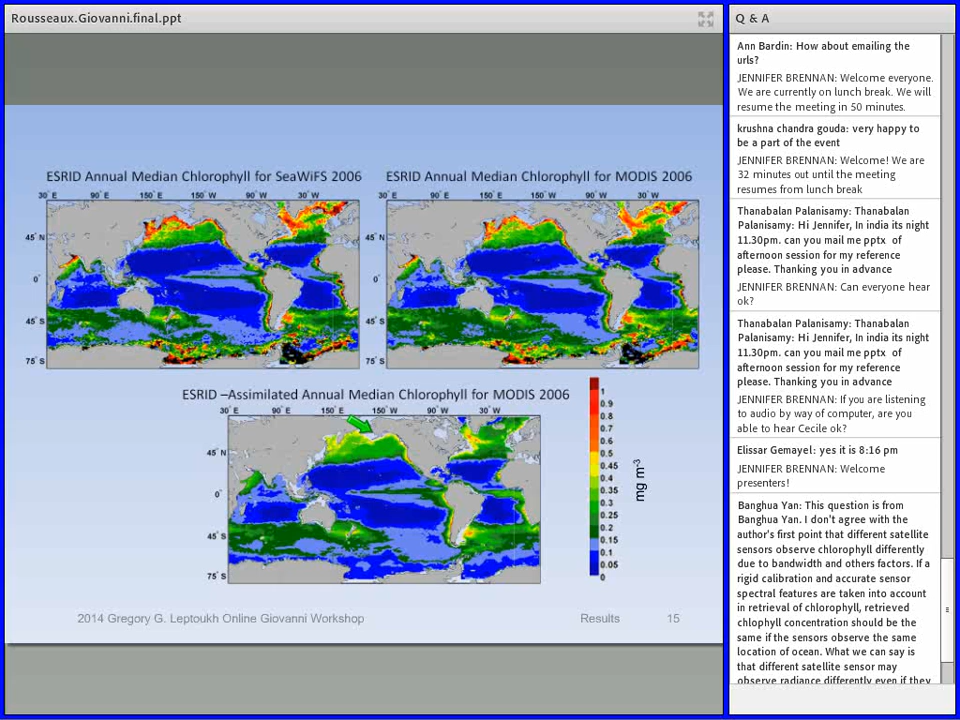 Rousseaux.Giovanni.final.ppt
ESRID Annual Median Chlorophyll for SeaWiFS 2006
ESRID Annual Median Chlorophyll for MODIS 2006
30° E 90° E 150° E 150° W 90° W 30° W
30° E 90° E 150° E 150° W 90° W 30° W
45° N
0°
45° S
75° S
45° N
0°
45° S
75° S
ESRID –Assimilated Annual Median Chlorophyll for MODIS 2006
30° E 90° E 150° E 150° W 90° W 30° W
45° N
0°
45° S
75° S
1
0.9
0.8
0.7
0.6
0.5
0.45
0.4
0.35
0.3
0.25
0.2
0.15
0.1
0.05
0
mg m-3
2014 Gregory G. Leptoukh Online Giovanni Workshop
Results
15
Q & A
Ann Bardin: How about emailing the
urls?
JENNIFER BRENNAN: Welcome everyone.
We are currently on lunch break. We will
resume the meeting in 50 minutes.
krushna chandra gouda: very happy to
be a part of the event
JENNIFER BRENNAN: Welcome! We are
32 minutes out until the meeting
resumes from lunch break
Thanabalan Palanisamy: Thanabalan
Palanisamy: Hi Jennifer, In india its night
11.30pm. can you mail me pptx of
afternoon session for my reference
please. Thanking you in advance
JENNIFER BRENNAN: Can everyone hear
ok?
Thanabalan Palanisamy: Thanabalan
Palanisamy: Hi Jennifer, In india its night
11.30pm. can you mail me pptx of
afternoon session for my reference
please. Thanking you in advance
JENNIFER BRENNAN: If you are listening
to audio by way of computer, are you
able to hear Cecile ok?
Elissar Gemayel: yes it is 8:16 pm
JENNIFER BRENNAN: Welcome
presenters!
Banghua Yan: This question is from
Banghua Yan. I don't agree with the
author's first point that different satellite
sensors observe chlorophyll differently
due to bandwidth and others factors. If a
rigid calibration and accurate sensor
spectral features are taken into account
in retrieval of chlorophyll, retrieved
chlophyll concentration should be the
same if the sensors observe the same
location of ocean. What we can say is
that different satellite sensor may
observe radiance differently even if they